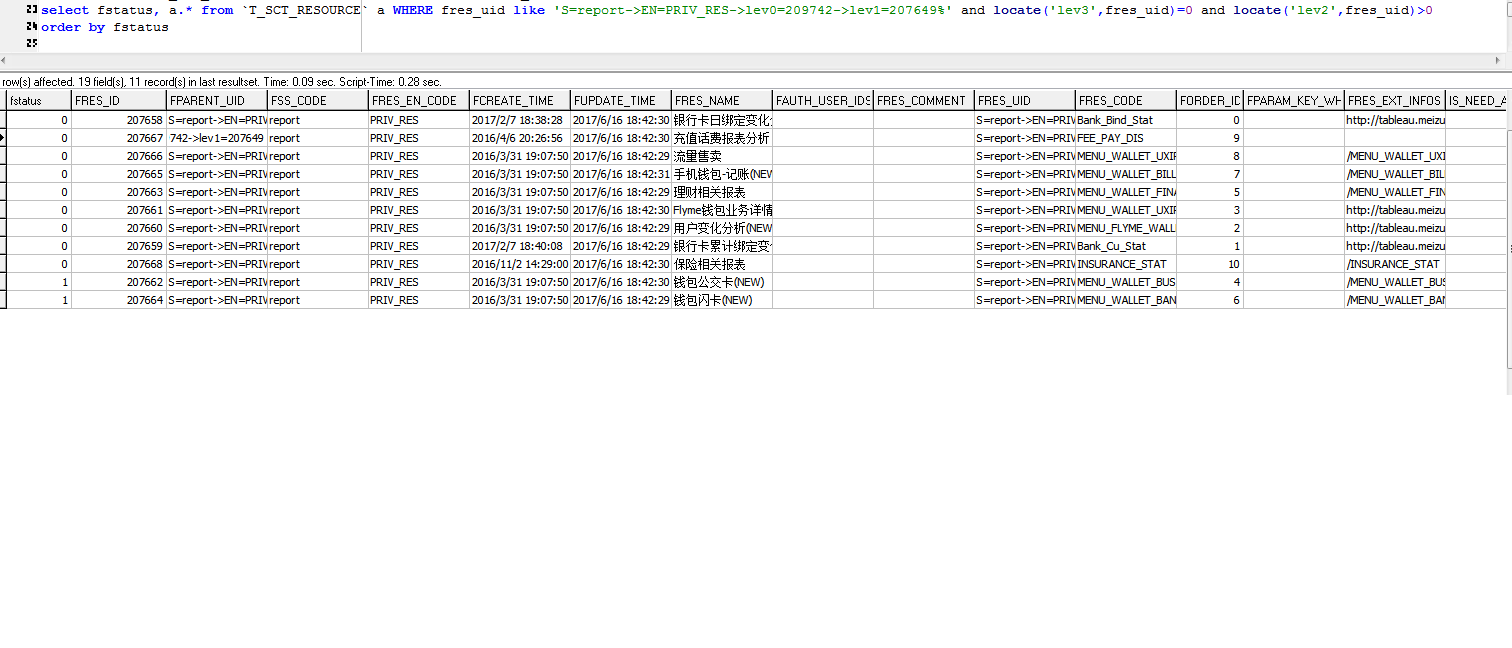 23 select fstatus, a.* from `T_SCT_RESOURCE` a WHERE fres_uid like 'S=report->EN=PRIV_RES->lev0=209742->lev1=207649%' and locate('lev3',fres_uid)=0 and locate('lev2',fres_uid)>0
24 order by fstatus
25
row(s) affected. 19 field(s), 11 record(s) in last resultset. Time: 0.09 sec. Script-Time: 0.28 sec.
fstatus FRES_ID FPARENT_UID FSS_CODE FRES_EN_CODE FCREATE_TIME FUPDATE_TIME FRES_NAME FAUTH_USER_IDS FRES_COMMENT FRES_UID FRES_CODE FORDER_ID FPARAM_KEY_WH FRES_EXT_INFOS IS_NEED_A
0 207658 S=report->EN=PRIV report PRIV_RES 2017/2/7 18:38:28 2017/6/16 18:42:30 银行卡日绑定变化 S=report->EN=PRIV Bank_Bind_Stat 0 http://tableau.meizu
0 207667 742->lev1=207649 report PRIV_RES 2016/4/6 20:26:56 2017/6/16 18:42:30 充值话费报表分析 S=report->EN=PRIV FEE_PAY_DIS 9
0 207666 S=report->EN=PRIV report PRIV_RES 2016/3/31 19:07:50 2017/6/16 18:42:29 流量售卖 S=report->EN=PRIV MENU_WALLET_UXIP 8 /MENU_WALLET_UXI
0 207665 S=report->EN=PRIV report PRIV_RES 2016/3/31 19:07:50 2017/6/16 18:42:31 手机钱包-记账(NEW S=report->EN=PRIV MENU_WALLET_BILL 7 /MENU_WALLET_BIL
0 207663 S=report->EN=PRIV report PRIV_RES 2016/3/31 19:07:50 2017/6/16 18:42:29 理财相关报表 S=report->EN=PRIV MENU_WALLET_FINA 5 /MENU_WALLET_FIN
0 207661 S=report->EN=PRIV report PRIV_RES 2016/3/31 19:07:50 2017/6/16 18:42:30 Flyme钱包业务详情 S=report->EN=PRIV MENU_WALLET_UXIP 3 http://tableau.meizu
0 207660 S=report->EN=PRIV report PRIV_RES 2016/3/31 19:07:50 2017/6/16 18:42:29 用户变化分析(NEW S=report->EN=PRIV MENU_FLYME_WALL 2 http://tableau.meizu
0 207659 S=report->EN=PRIV report PRIV_RES 2017/2/7 18:40:08 2017/6/16 18:42:29 银行卡累计绑定变 S=report->EN=PRIV Bank_Cu_Stat 1 http://tableau.meizu
0 207668 S=report->EN=PRIV report PRIV_RES 2016/11/2 14:29:00 2017/6/16 18:42:30 保险相关报表 S=report->EN=PRIV INSURANCE_STAT 10 /INSURANCE_STAT
1 207662 S=report->EN=PRIV report PRIV_RES 2016/3/31 19:07:50 2017/6/16 18:42:30 钱包公交卡(NEW) S=report->EN=PRIV MENU_WALLET_BUS 4 /MENU_WALLET_BUS
1 207664 S=report->EN=PRIV report PRIV_RES 2016/3/31 19:07:50 2017/6/16 18:42:29 钱包闪卡(NEW) S=report->EN=PRIV MENU_WALLET_BAN 6 /MENU_WALLET_BAN